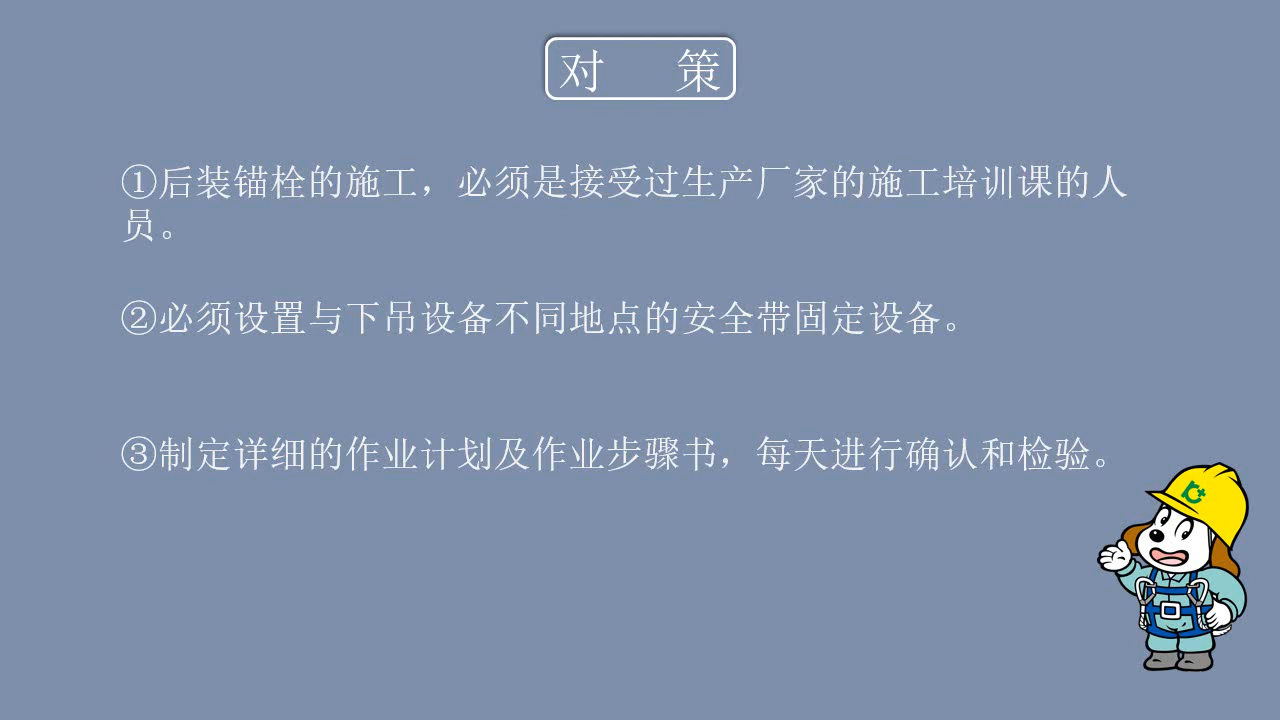 对 策
①后装锚栓的施工，必须是接受过生产厂家的施工培训课的人
员。
②必须设置与下吊设备不同地点的安全带固定设备。
③制定详细的作业计划及作业步骤书，每天进行确认和检验。